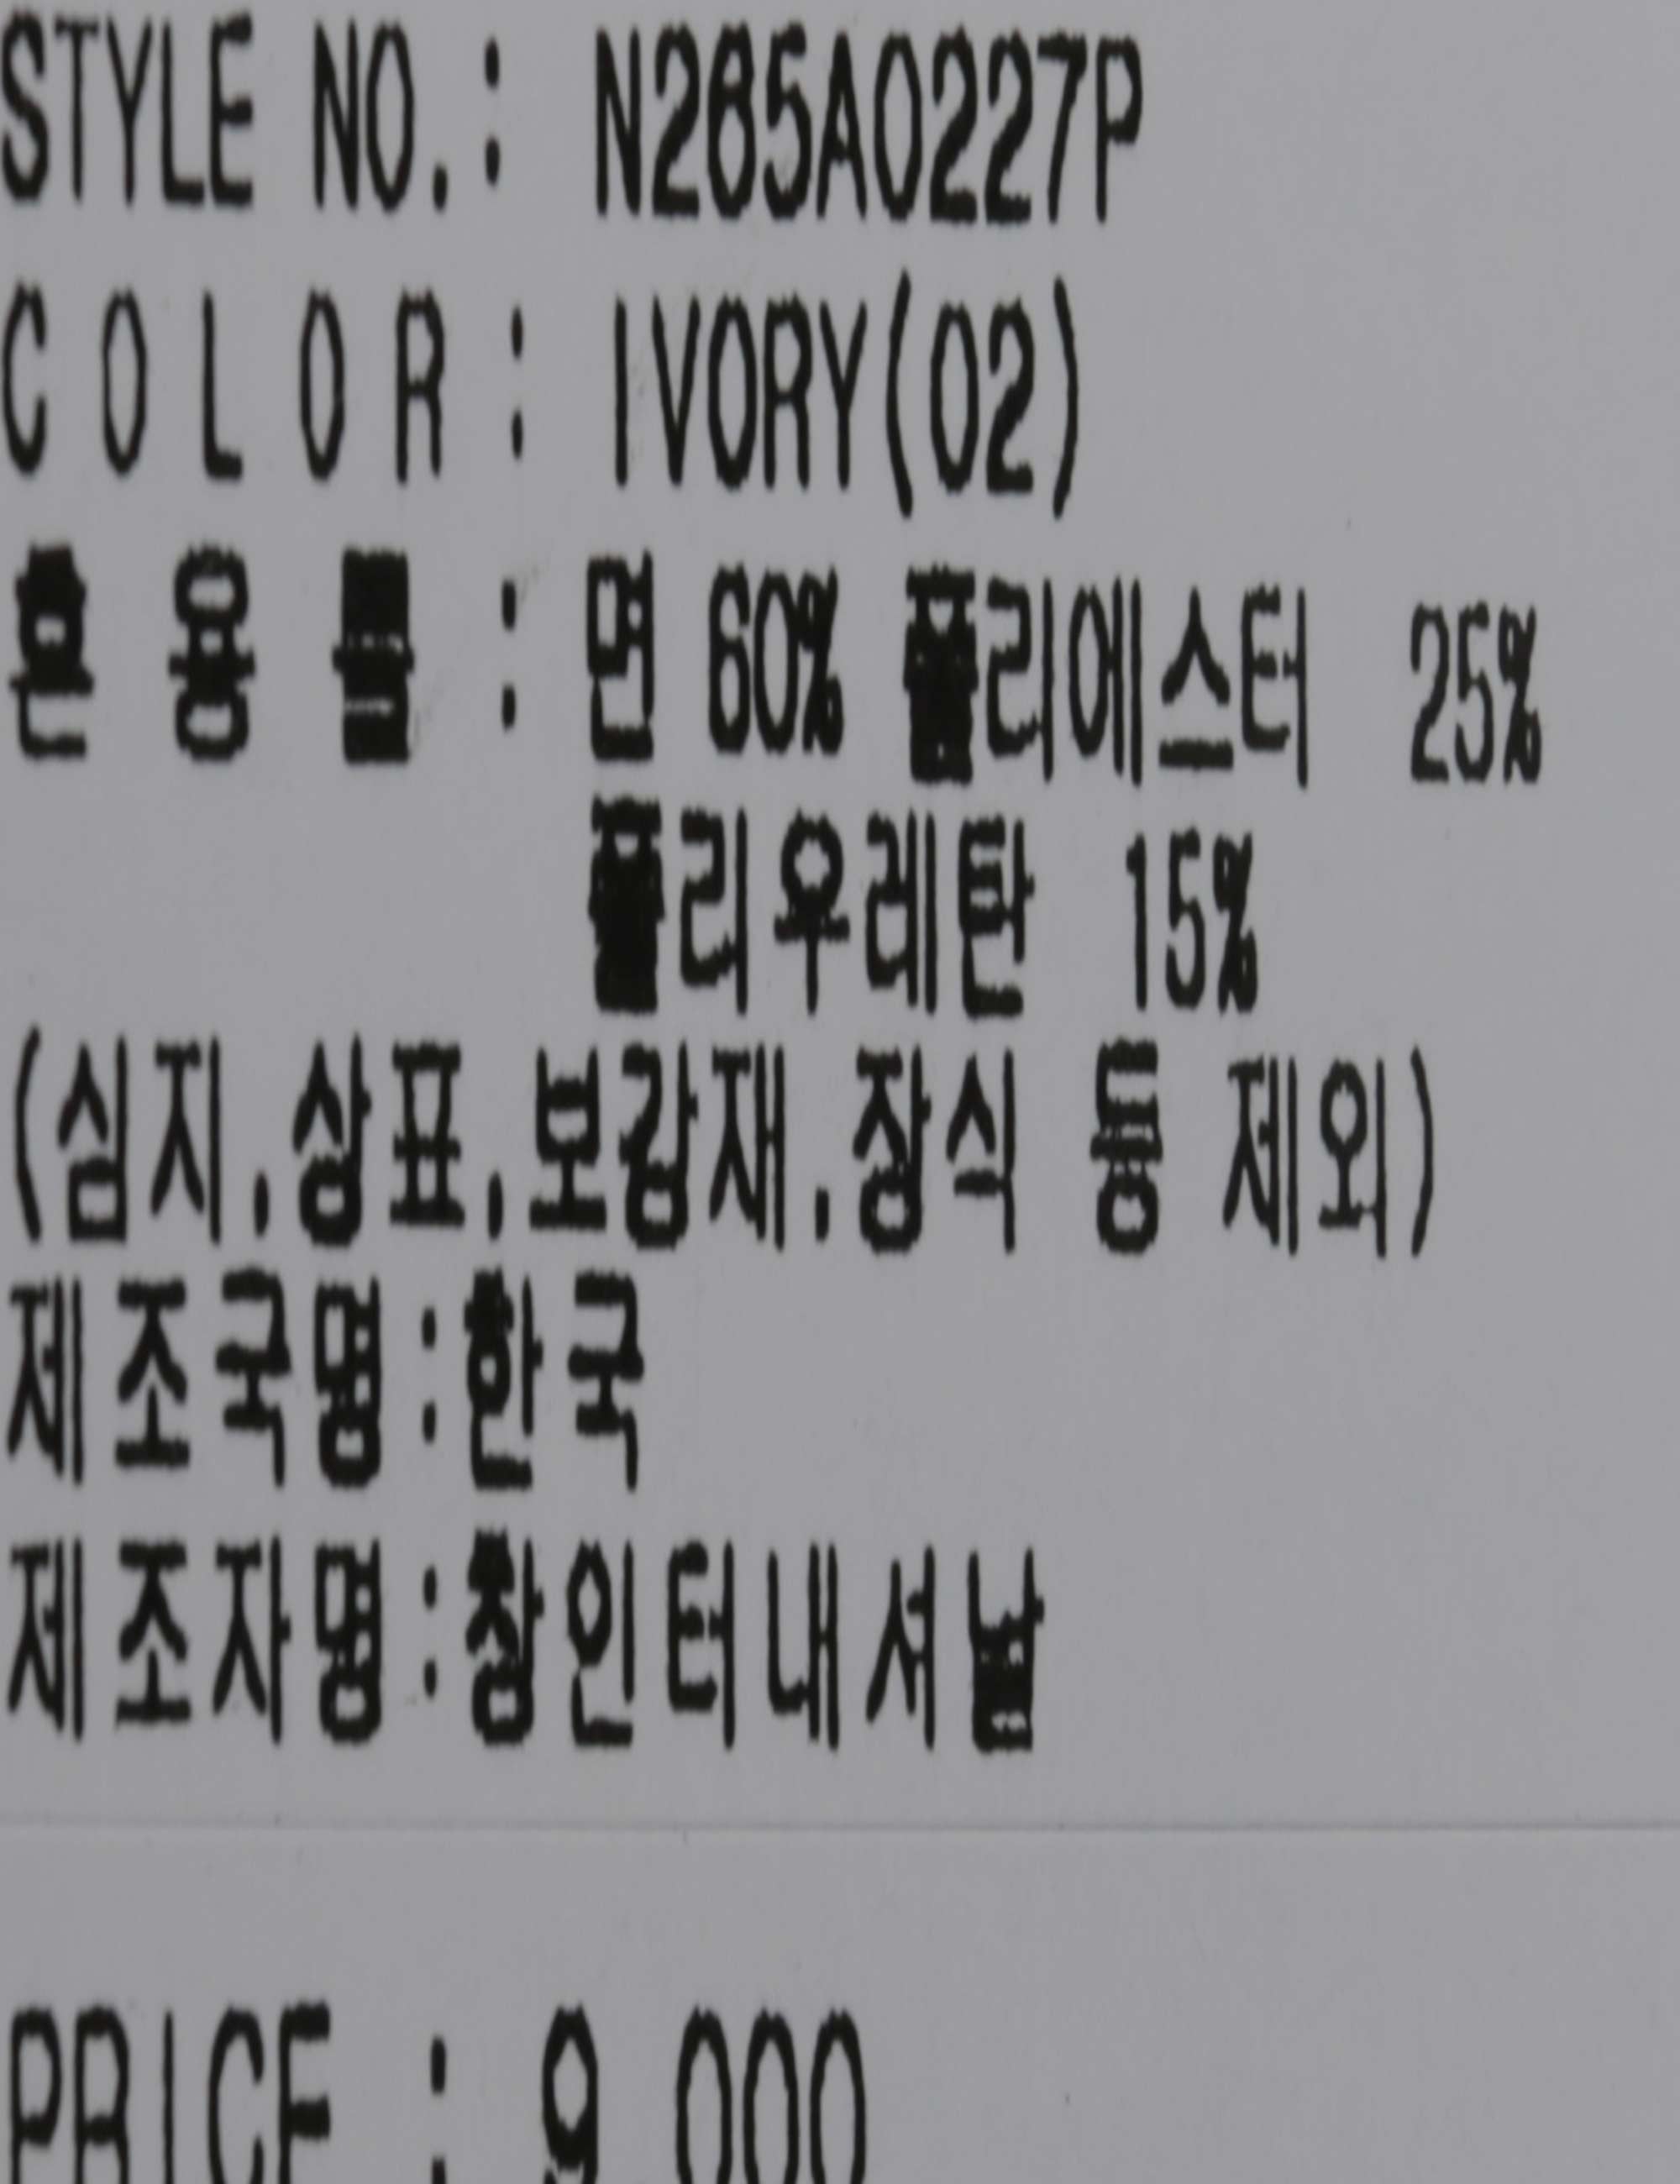 STYLE NO.: N265A0227P
C O L O R : IVORY(02)
혼 용 률 : 면 60% 폴리에스터 25%
폴리우레탄 15%
(심지.상표.보강재.장식 등 제외)
제조국명:한국
제조자명:창인터내셔날
PRICE : 9,000